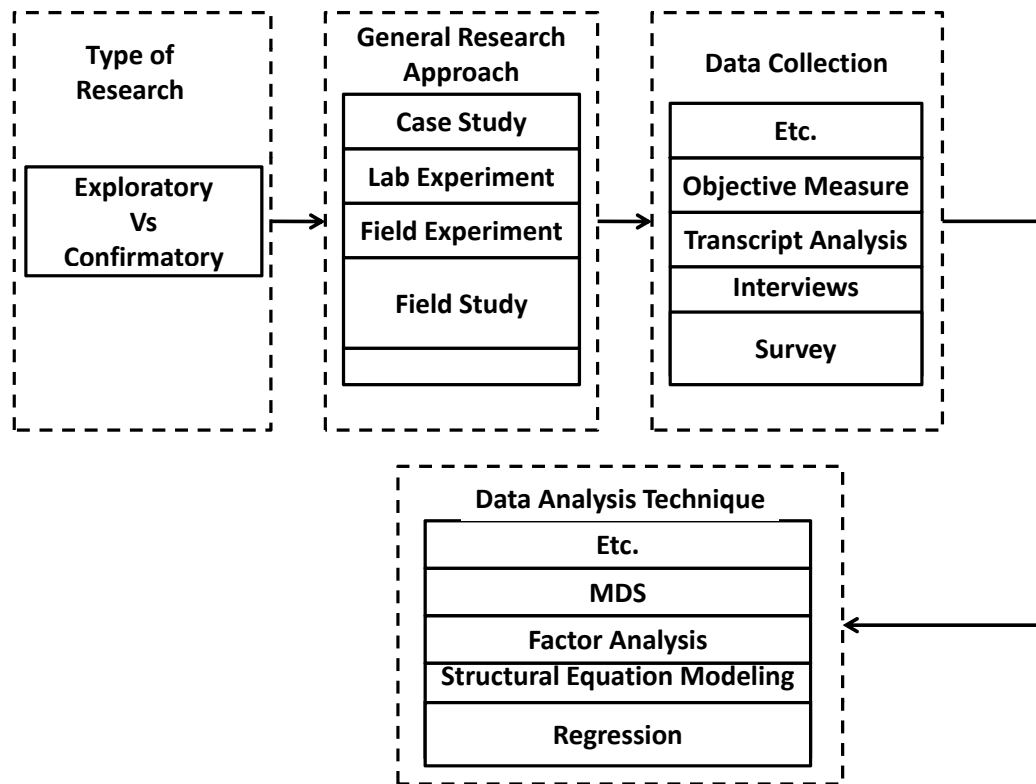 Type of
Research
Exploratory
Vs
Confirmatory
General Research
Approach
Case Study
Lab Experiment
Field Experiment
Field Study
Data Collection
Etc.
Objective Measure
Transcript Analysis
Interviews
Survey
Data Analysis Technique
Etc.
MDS
Factor Analysis
Structural Equation Modeling
Regression